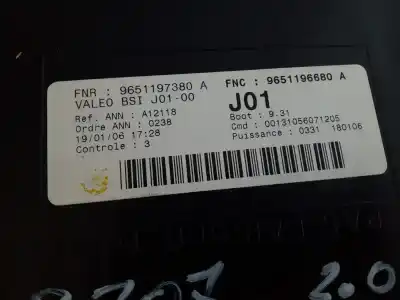 FNR : 9651197380 A
FNC : 9651196680 A
VALEO BSI J01-00
J01
Ref. ANN : A12118
Boot : 9.31
Ordre ANN : 0238
Cmd : 00131056071205
19/01/06 17:28
Puissance : 0331 180106
Controle : 3
2.0